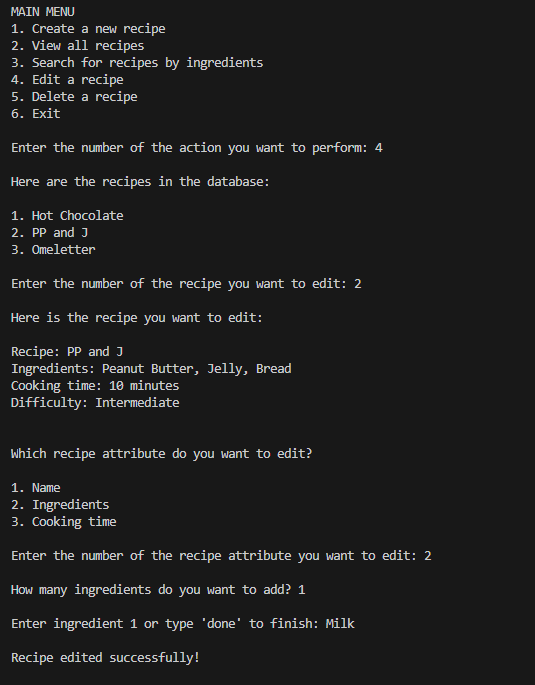 MAIN MENU
1. Create a new recipe
2. View all recipes
3. Search for recipes by ingredients
4. Edit a recipe
5. Delete a recipe
6. Exit
Enter the number of the action you want to perform: 4
Here are the recipes in the database:
1. Hot Chocolate
2. PP and J
3. Omeletter
Enter the number of the recipe you want to edit: 2
Here is the recipe you want to edit:
Recipe: PP and J
Ingredients: Peanut Butter, Jelly, Bread
Cooking time: 10 minutes
Difficulty: Intermediate
Which recipe attribute do you want to edit?
1. Name
2. Ingredients
3. Cooking time
Enter the number of the recipe attribute you want to edit: 2
How many ingredients do you want to add? 1
Enter ingredient 1 or type 'done' to finish: Milk
Recipe edited successfully!